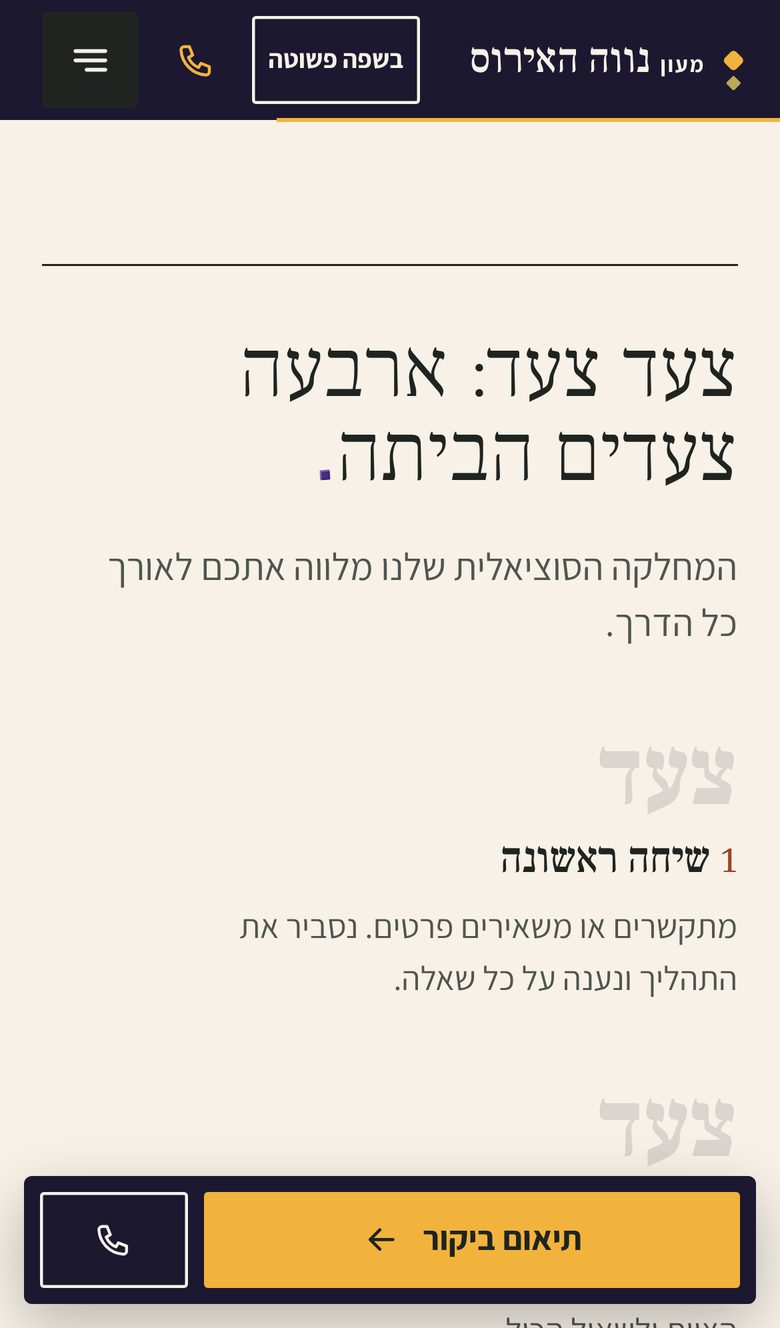 מעון נווה האירוס
בשפה פשוטה
צעד צעד: ארבעה
צעדים הביתה.
המחלקה הסוציאלית שלנו מלווה אתכם לאורך
כל הדרך.
צעד
1 שיחה ראשונה
מתקשרים או משאירים פרטים. נסביר את
התהליך ונענה על כל שאלה.
צעד
תיאום ביקור